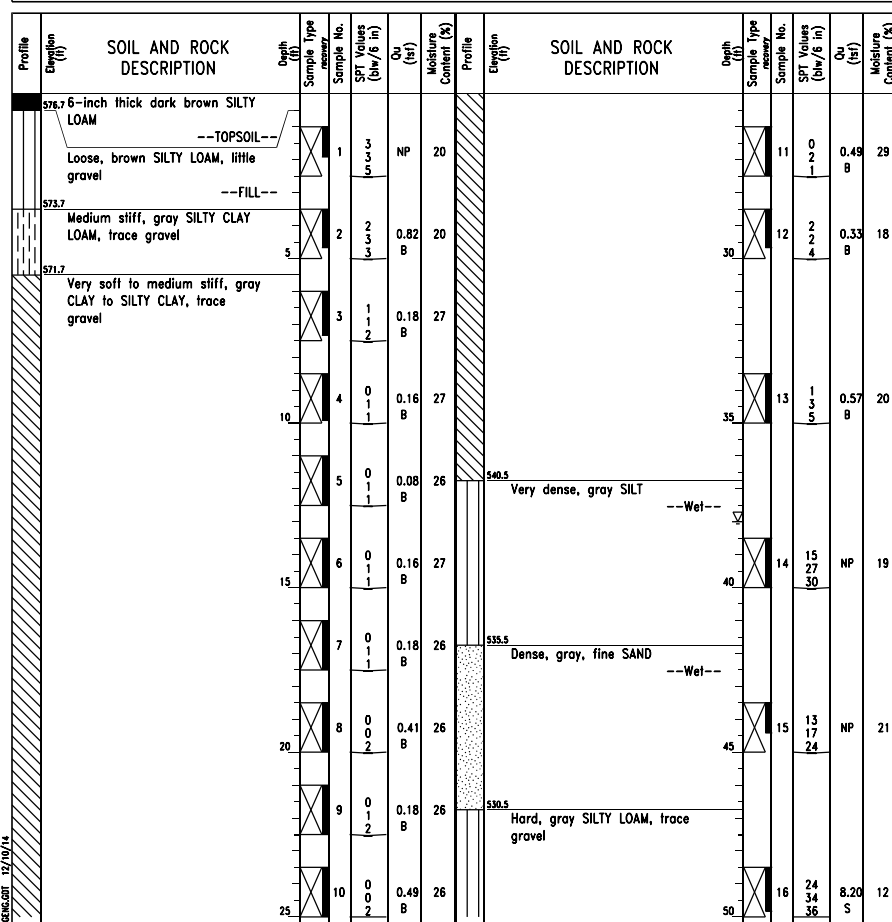 Profile
Elevation (ft)
SOIL AND ROCK
DESCRIPTION
Depth (ft)
Sample Type
recovery
Sample No.
SPT Values (blw/6 in)
Qu (tsf)
Moisture Content (%)
Profile
Elevation (ft)
SOIL AND ROCK
DESCRIPTION
Depth (ft)
Sample Type
recovery
Sample No.
SPT Values (blw/6 in)
Qu (tsf)
Moisture Content (%)
576.7 6-inch thick dark brown SILTY
LOAM
--TOPSOIL--
Loose, brown SILTY LOAM, little
gravel
--FILL--
1 3 3 5 NP 20
573.7
Medium stiff, gray SILTY CLAY
LOAM, trace gravel
5 2 2 3 3 0.82 B 20
571.7
Very soft to medium stiff, gray
CLAY to SILTY CLAY, trace
gravel
3 1 1 2 0.18 B 27
10 4 0 1 1 0.16 B 27
5 0 1 1 0.08 B 26
15 6 0 1 1 0.16 B 27
7 0 1 1 0.18 B 26
20 8 0 0 2 0.41 B 26
9 0 1 2 0.18 B 26
25 10 0 0 2 0.49 B 26
11 0 2 1 0.49 B 29
30 12 2 2 4 0.33 B 18
35 13 1 3 5 0.57 B 20
540.5
Very dense, gray SILT
--Wet--
40 14 15 27 30 NP 19
535.5
Dense, gray, fine SAND
--Wet--
45 15 13 17 24 NP 21
530.5
Hard, gray SILTY LOAM, trace
gravel
50 16 24 34 36 8.20 S 12
GENG.GDT 12/10/14